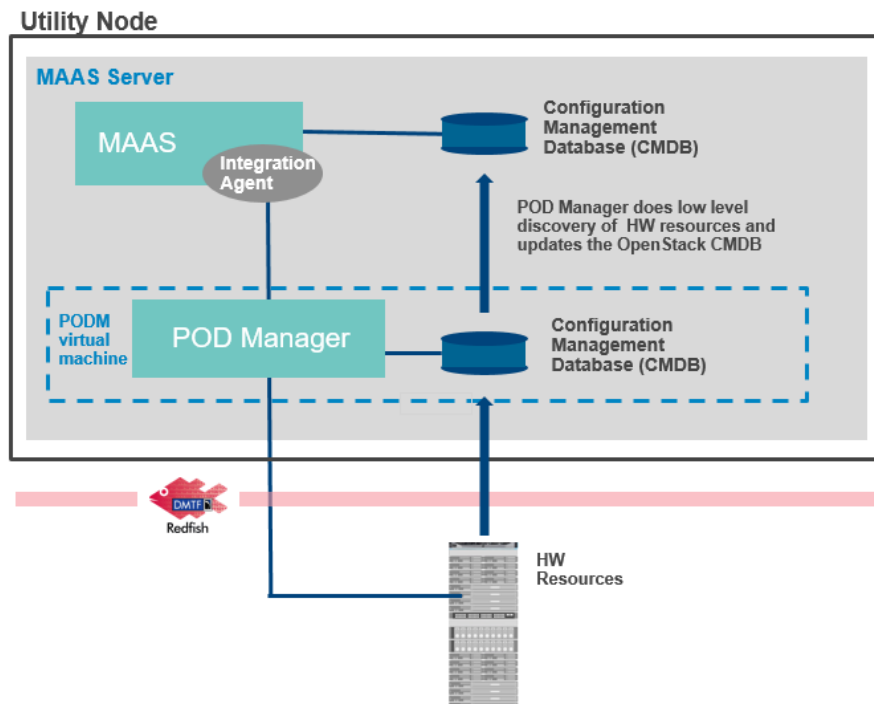 Utility Node
MAAS Server
MAAS
Integration
Agent
Configuration
Management
Database (CMDB)
POD Manager does low level
discovery of HW resources and
updates the OpenStack CMDB
PODM
virtual
machine
POD Manager
Configuration
Management
Database (CMDB)
DMTF
Redfish
HW
Resources